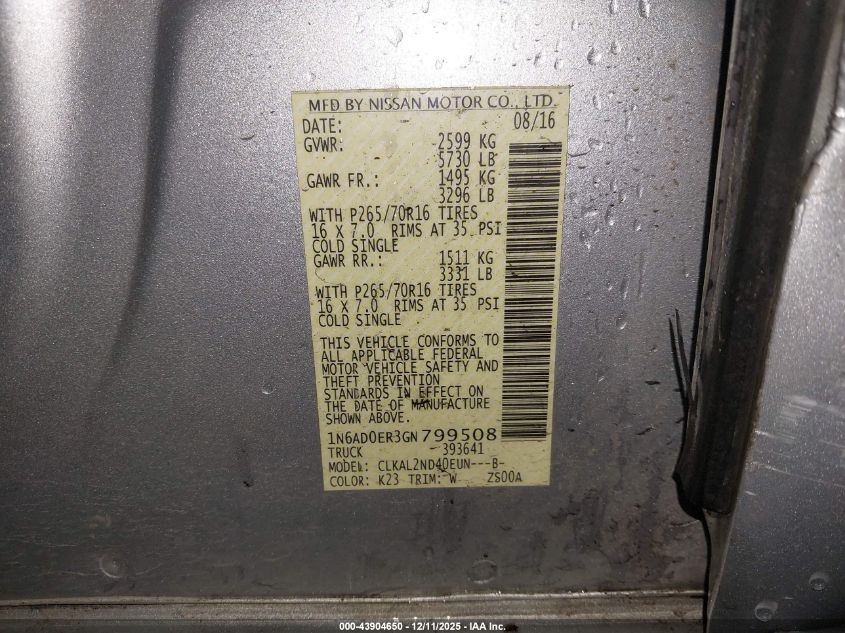 MFD BY NISSAN MOTOR CO., LTD.
DATE: 08/16
GVWR: 2599 KG
5730 LB
GAWR FR.: 1495 KG
3296 LB
WITH P265/70R16 TIRES
16 X 7.0 RIMS AT 35 PSI
COLD SINGLE
GAWR RR.: 1511 KG
3331 LB
WITH P265/70R16 TIRES
16 X 7.0 RIMS AT 35 PSI
COLD SINGLE
THIS VEHICLE CONFORMS TO
ALL APPLICABLE FEDERAL
MOTOR VEHICLE SAFETY AND
THEFT PREVENTION
STANDARDS IN EFFECT ON
THE DATE OF MANUFACTURE
SHOWN ABOVE.
1N6AD0ER3GN799508
TRUCK 393641
MODEL: CLKAL2ND40EUN---B-
COLOR: K23 TRIM: W ZS00A
000-43904650 - 12/11/2025 - IAA Inc.